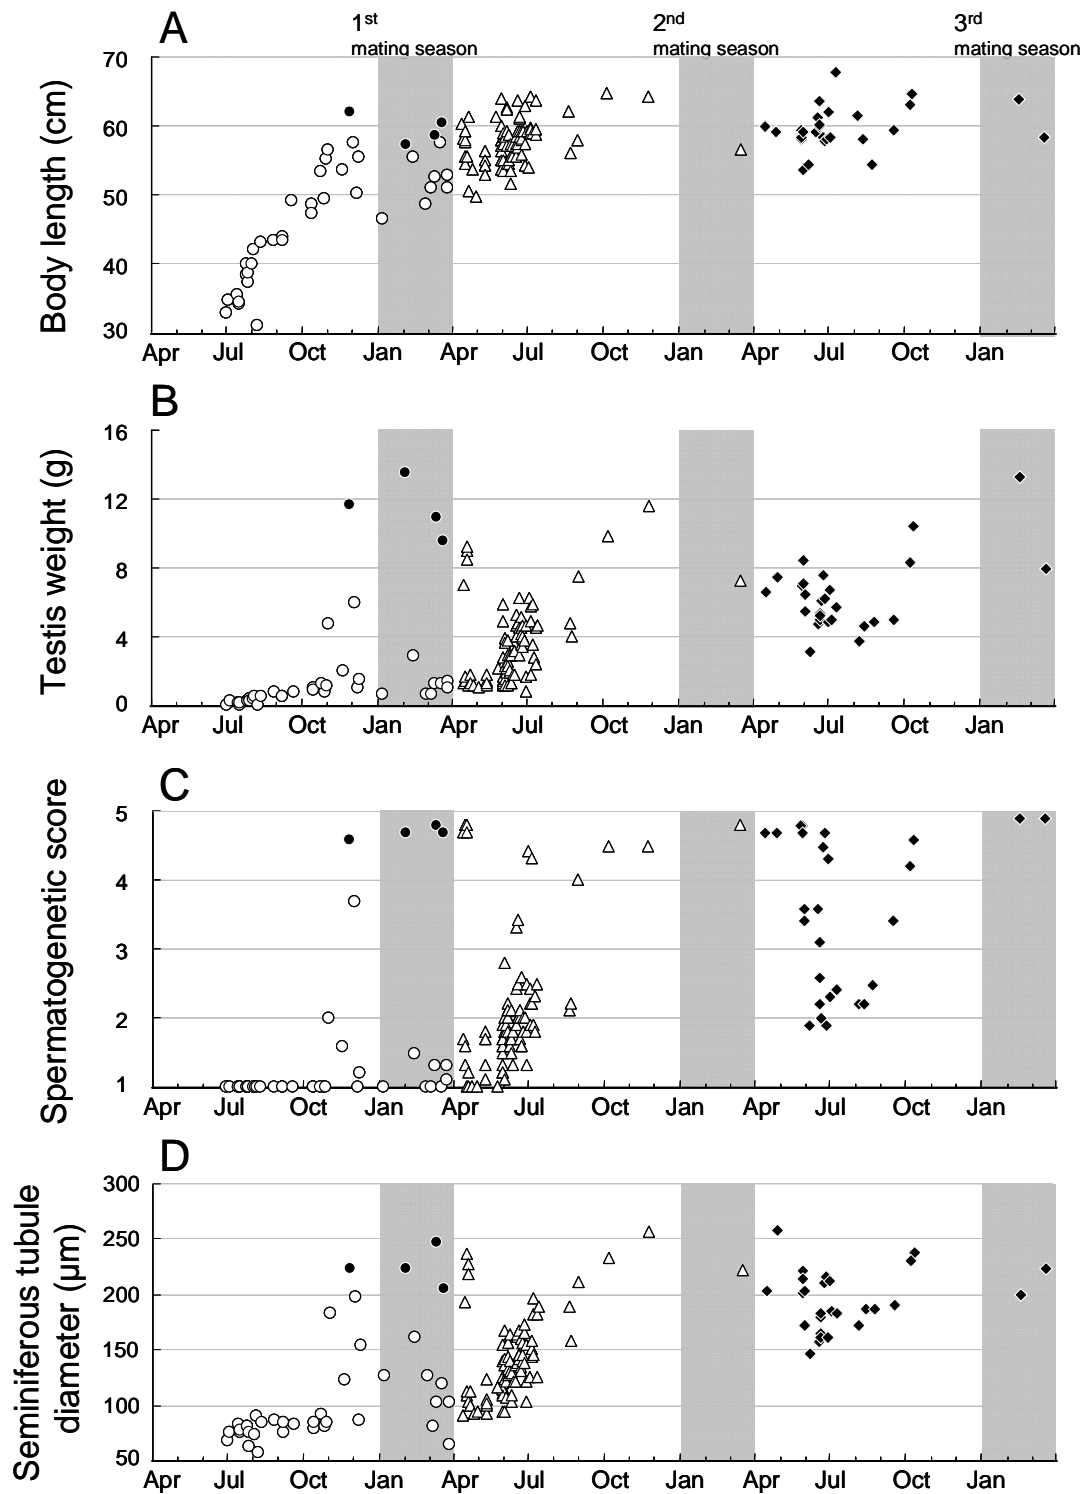 A
1st 2nd 3rd
mating season mating season mating season
Body length (cm)
70
60
50
40
30
Apr Jul Oct Jan Apr Jul Oct Jan Apr Jul Oct Jan
B
Testis weight (g)
16
12
8
4
0
Apr Jul Oct Jan Apr Jul Oct Jan Apr Jul Oct Jan
C
Spermatogenetic score
5
4
3
2
1
Apr Jul Oct Jan Apr Jul Oct Jan Apr Jul Oct Jan
D
Seminiferous tubule
diameter (μm)
300
250
200
150
100
50
Apr Jul Oct Jan Apr Jul Oct Jan Apr Jul Oct Jan